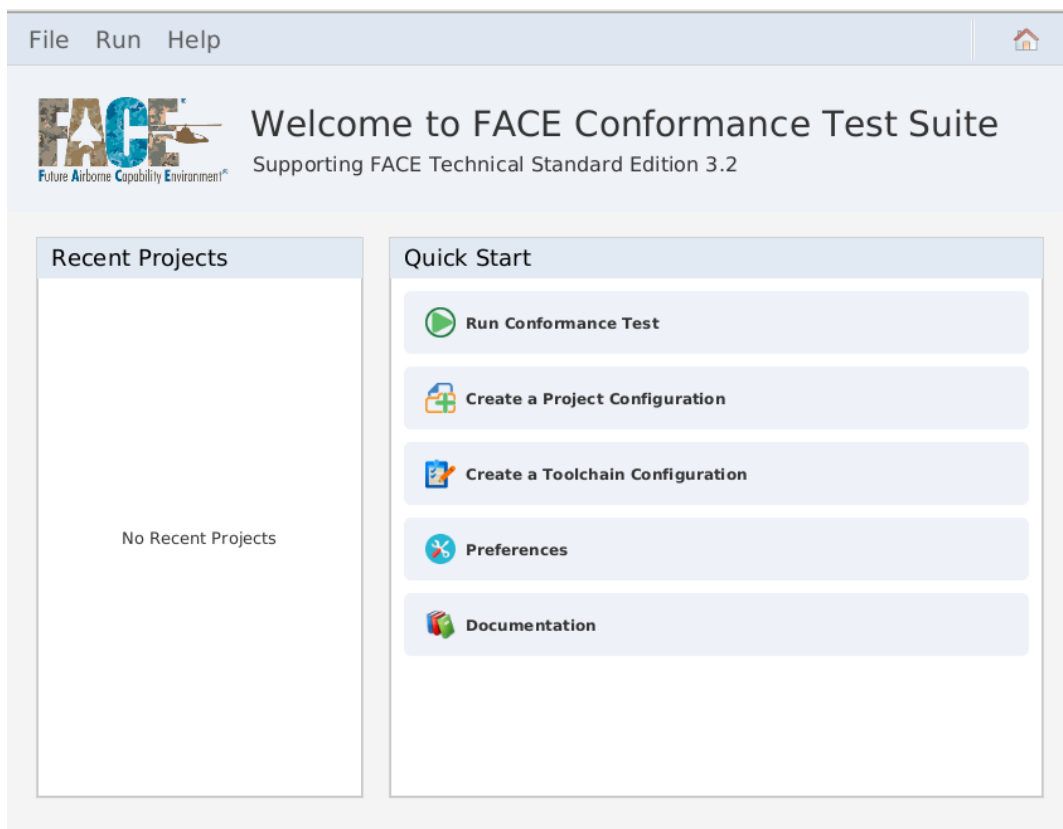 File Run Help
FACE
Future Airborne Capability Environment
Welcome to FACE Conformance Test Suite
Supporting FACE Technical Standard Edition 3.2
Recent Projects
No Recent Projects
Quick Start
Run Conformance Test
Create a Project Configuration
Create a Toolchain Configuration
Preferences
Documentation